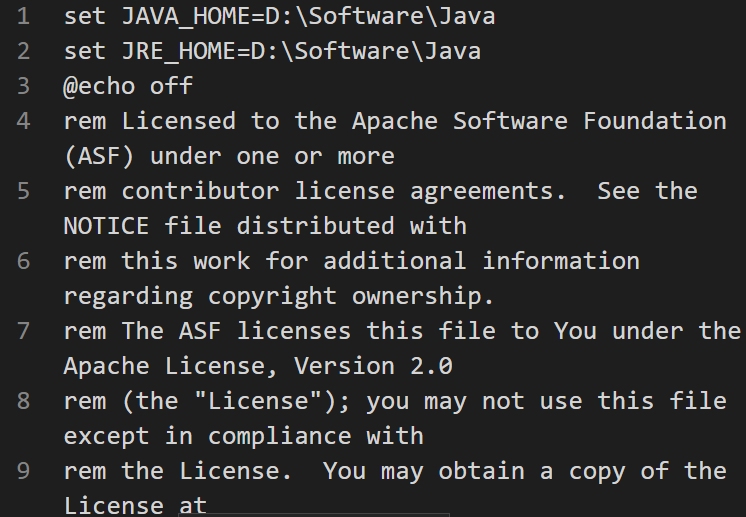 1 set JAVA_HOME=D:\Software\Java
2 set JRE_HOME=D:\Software\Java
3 @echo off
4 rem Licensed to the Apache Software Foundation
(ASF) under one or more
5 rem contributor license agreements.  See the
NOTICE file distributed with
6 rem this work for additional information
regarding copyright ownership.
7 rem The ASF licenses this file to You under the
Apache License, Version 2.0
8 rem (the "License"); you may not use this file
except in compliance with
9 rem the License.  You may obtain a copy of the
License at